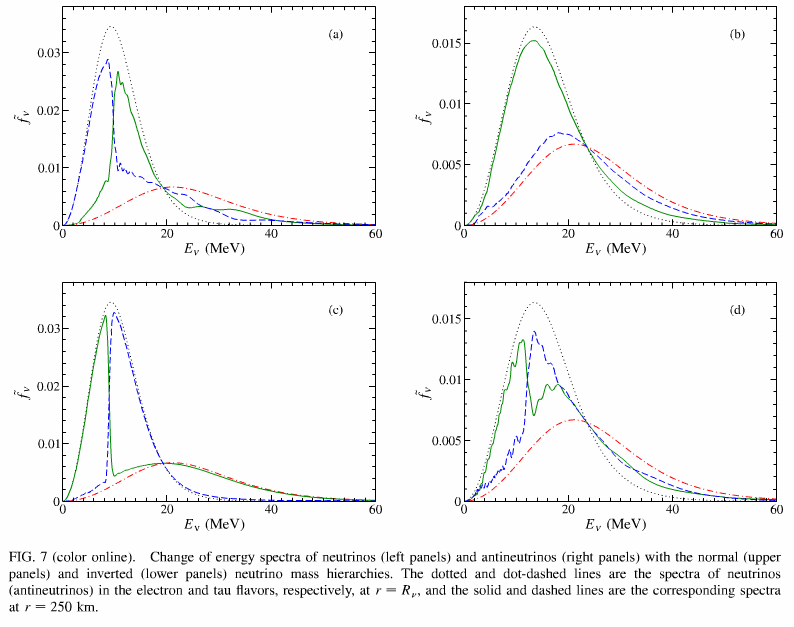 (a)
0.03
0.02
0.01
0
f̃ν
0 20 40 60
Eν (MeV)
(b)
0.015
0.01
0.005
0
f̃ν
0 20 40 60
Eν (MeV)
(c)
0.03
0.02
0.01
0
f̃ν
0 20 40 60
Eν (MeV)
(d)
0.015
0.01
0.005
0
f̃ν
0 20 40 60
Eν (MeV)
FIG. 7 (color online). Change of energy spectra of neutrinos (left panels) and antineutrinos (right panels) with the normal (upper
panels) and inverted (lower panels) neutrino mass hierarchies. The dotted and dot-dashed lines are the spectra of neutrinos
(antineutrinos) in the electron and tau flavors, respectively, at r = Rν, and the solid and dashed lines are the corresponding spectra
at r = 250 km.